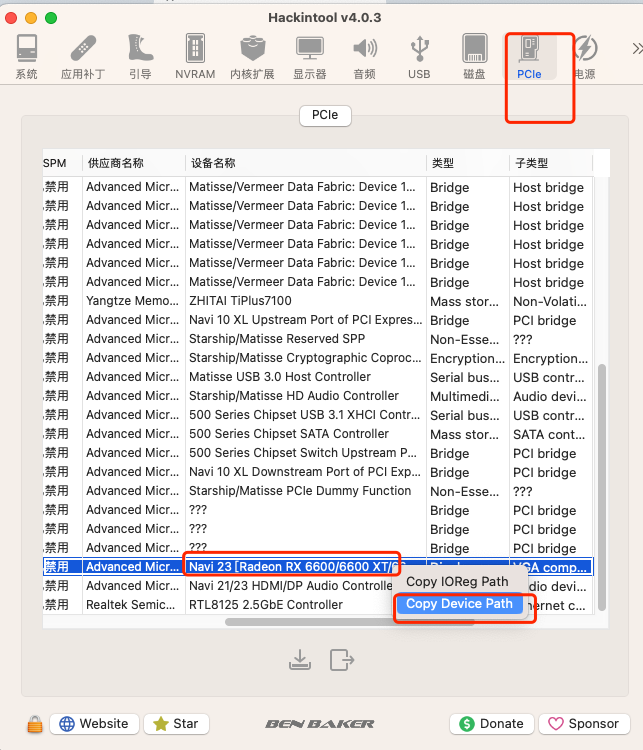 Hackintool v4.0.3
系统 应用补丁 引导 NVRAM 内核扩展 显示器 音频 USB 磁盘 PCIe 电源
PCIe
SPM 供应商名称 设备名称 类型 子类型
禁用 Advanced Micr... Matisse/Vermeer Data Fabric: Device 1... Bridge Host bridge
禁用 Advanced Micr... Matisse/Vermeer Data Fabric: Device 1... Bridge Host bridge
禁用 Advanced Micr... Matisse/Vermeer Data Fabric: Device 1... Bridge Host bridge
禁用 Advanced Micr... Matisse/Vermeer Data Fabric: Device 1... Bridge Host bridge
禁用 Advanced Micr... Matisse/Vermeer Data Fabric: Device 1... Bridge Host bridge
禁用 Advanced Micr... Matisse/Vermeer Data Fabric: Device 1... Bridge Host bridge
禁用 Yangtze Memo... ZHITAI TiPlus7100 Mass stor... Non-Volati...
禁用 Advanced Micr... Navi 10 XL Upstream Port of PCI Expres... Bridge PCI bridge
禁用 Advanced Micr... Starship/Matisse Reserved SPP Non-Esse... ???
禁用 Advanced Micr... Starship/Matisse Cryptographic Coproc... Encryption... Encryption...
禁用 Advanced Micr... Matisse USB 3.0 Host Controller Serial bus... USB contr...
禁用 Advanced Micr... Starship/Matisse HD Audio Controller Multimedi... Audio devi...
禁用 Advanced Micr... 500 Series Chipset USB 3.1 XHCI Contr... Serial bus... USB contr...
禁用 Advanced Micr... 500 Series Chipset SATA Controller Mass stor... SATA cont...
禁用 Advanced Micr... 500 Series Chipset Switch Upstream P... Bridge PCI bridge
禁用 Advanced Micr... Navi 10 XL Downstream Port of PCI Exp... Bridge PCI bridge
禁用 Advanced Micr... Starship/Matisse PCIe Dummy Function Non-Esse... ???
禁用 Advanced Micr... ??? Bridge PCI bridge
禁用 Advanced Micr... ??? Bridge PCI bridge
禁用 Advanced Micr... ??? Bridge PCI bridge
禁用 Advanced Micr... Navi 23 [Radeon RX 6600/6600 XT/ VGA comp...
Copy IOReg Path
禁用 Advanced Micr... Navi 21/23 HDMI/DP Audio Controlle
Copy Device Path
禁用 Realtek Semic... RTL8125 2.5GbE Controller
Website Star BEN BAKER Donate Sponsor